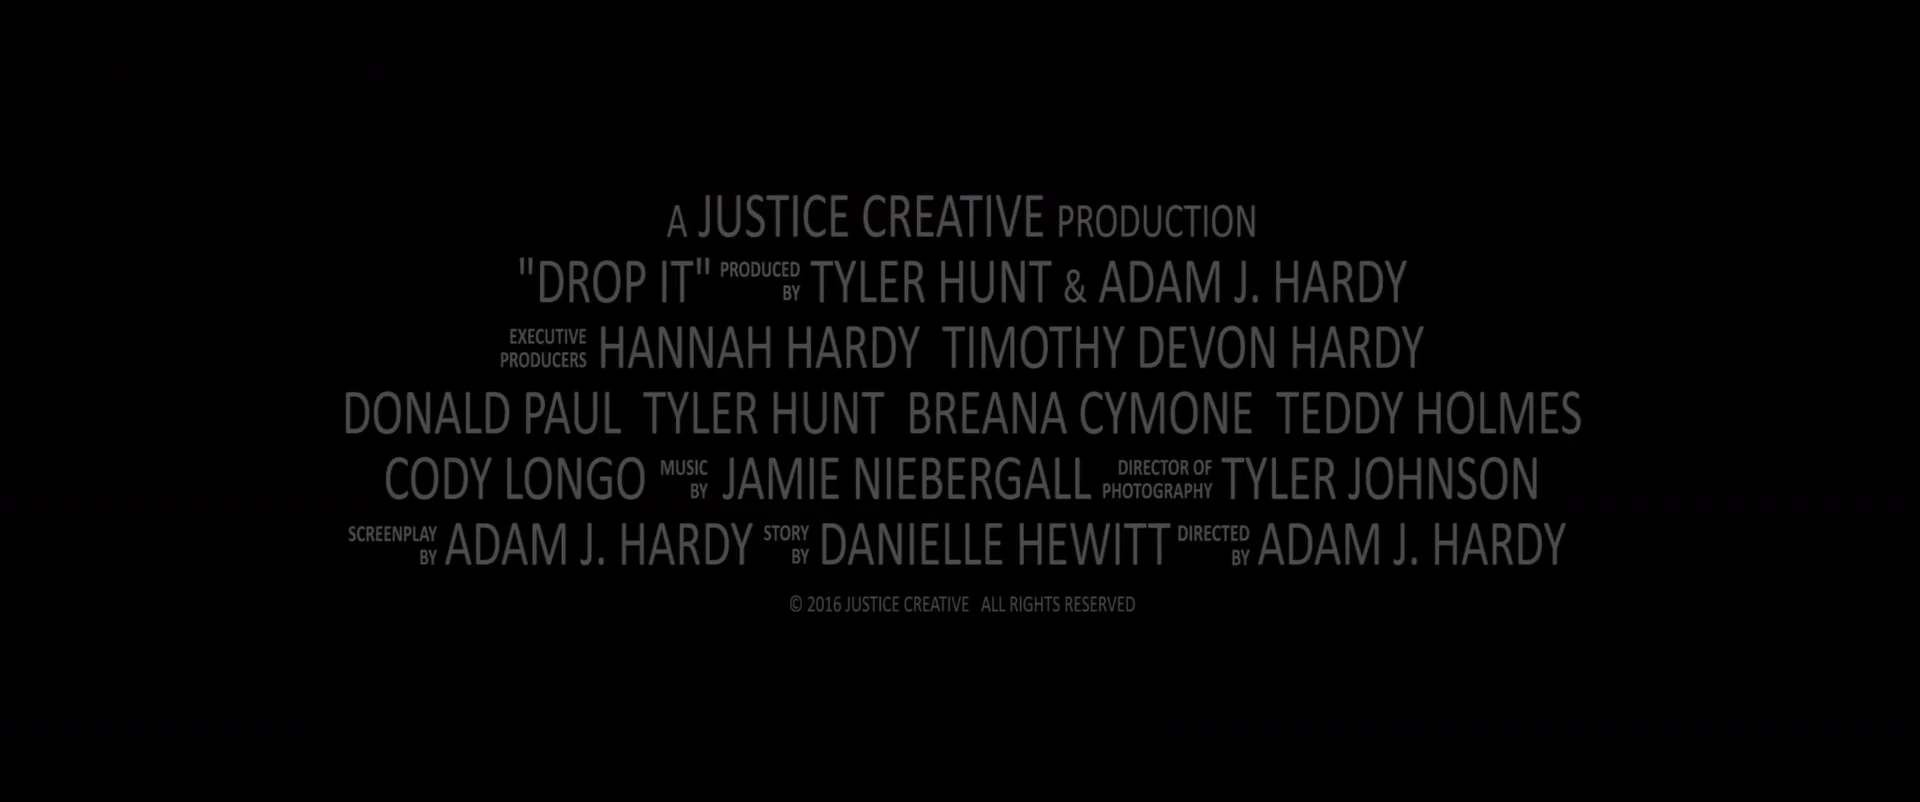 A JUSTICE CREATIVE PRODUCTION
"DROP IT" PRODUCED BY TYLER HUNT & ADAM J. HARDY
EXECUTIVE PRODUCERS HANNAH HARDY TIMOTHY DEVON HARDY
DONALD PAUL TYLER HUNT BREANA CYMONE TEDDY HOLMES
CODY LONGO MUSIC BY JAMIE NIEBERGALL DIRECTOR OF PHOTOGRAPHY TYLER JOHNSON
SCREENPLAY BY ADAM J. HARDY STORY BY DANIELLE HEWITT DIRECTED BY ADAM J. HARDY
© 2016 JUSTICE CREATIVE ALL RIGHTS RESERVED